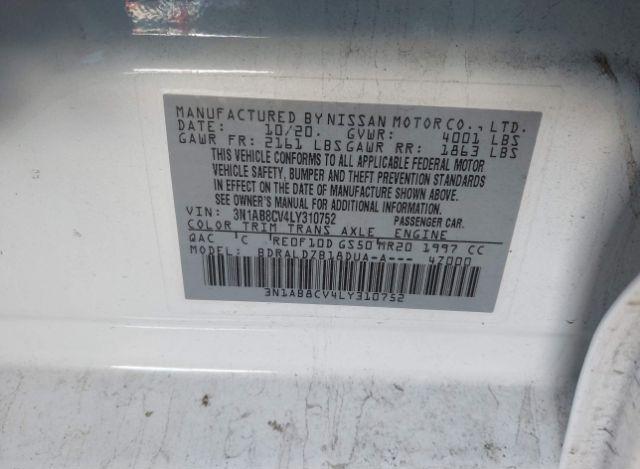 MANUFACTURED BY NISSAN MOTOR CO., LTD.
DATE: 10/20. GVWR: 4001 LBS
GAWR FR: 2161 LBS GAWR RR: 1863 LBS
THIS VEHICLE CONFORMS TO ALL APPLICABLE FEDERAL MOTOR
VEHICLE SAFETY, BUMPER AND THEFT PREVENTION STANDARDS
IN EFFECT ON THE DATE OF MANUFACTURE SHOWN ABOVE.
SEE OWNER'S MANUAL FOR ADDITIONAL INFORMATION.
VIN: 3N1AB8CV4LY310752 PASSENGER CAR.
COLOR TRIM TRANS AXLE ENGINE
QAC 'C RE0F10D GS50 MR20 1997 CC
MODEL: BDRALDZB18DUA-A--- 4Z000
3N1AB8CV4LY310752